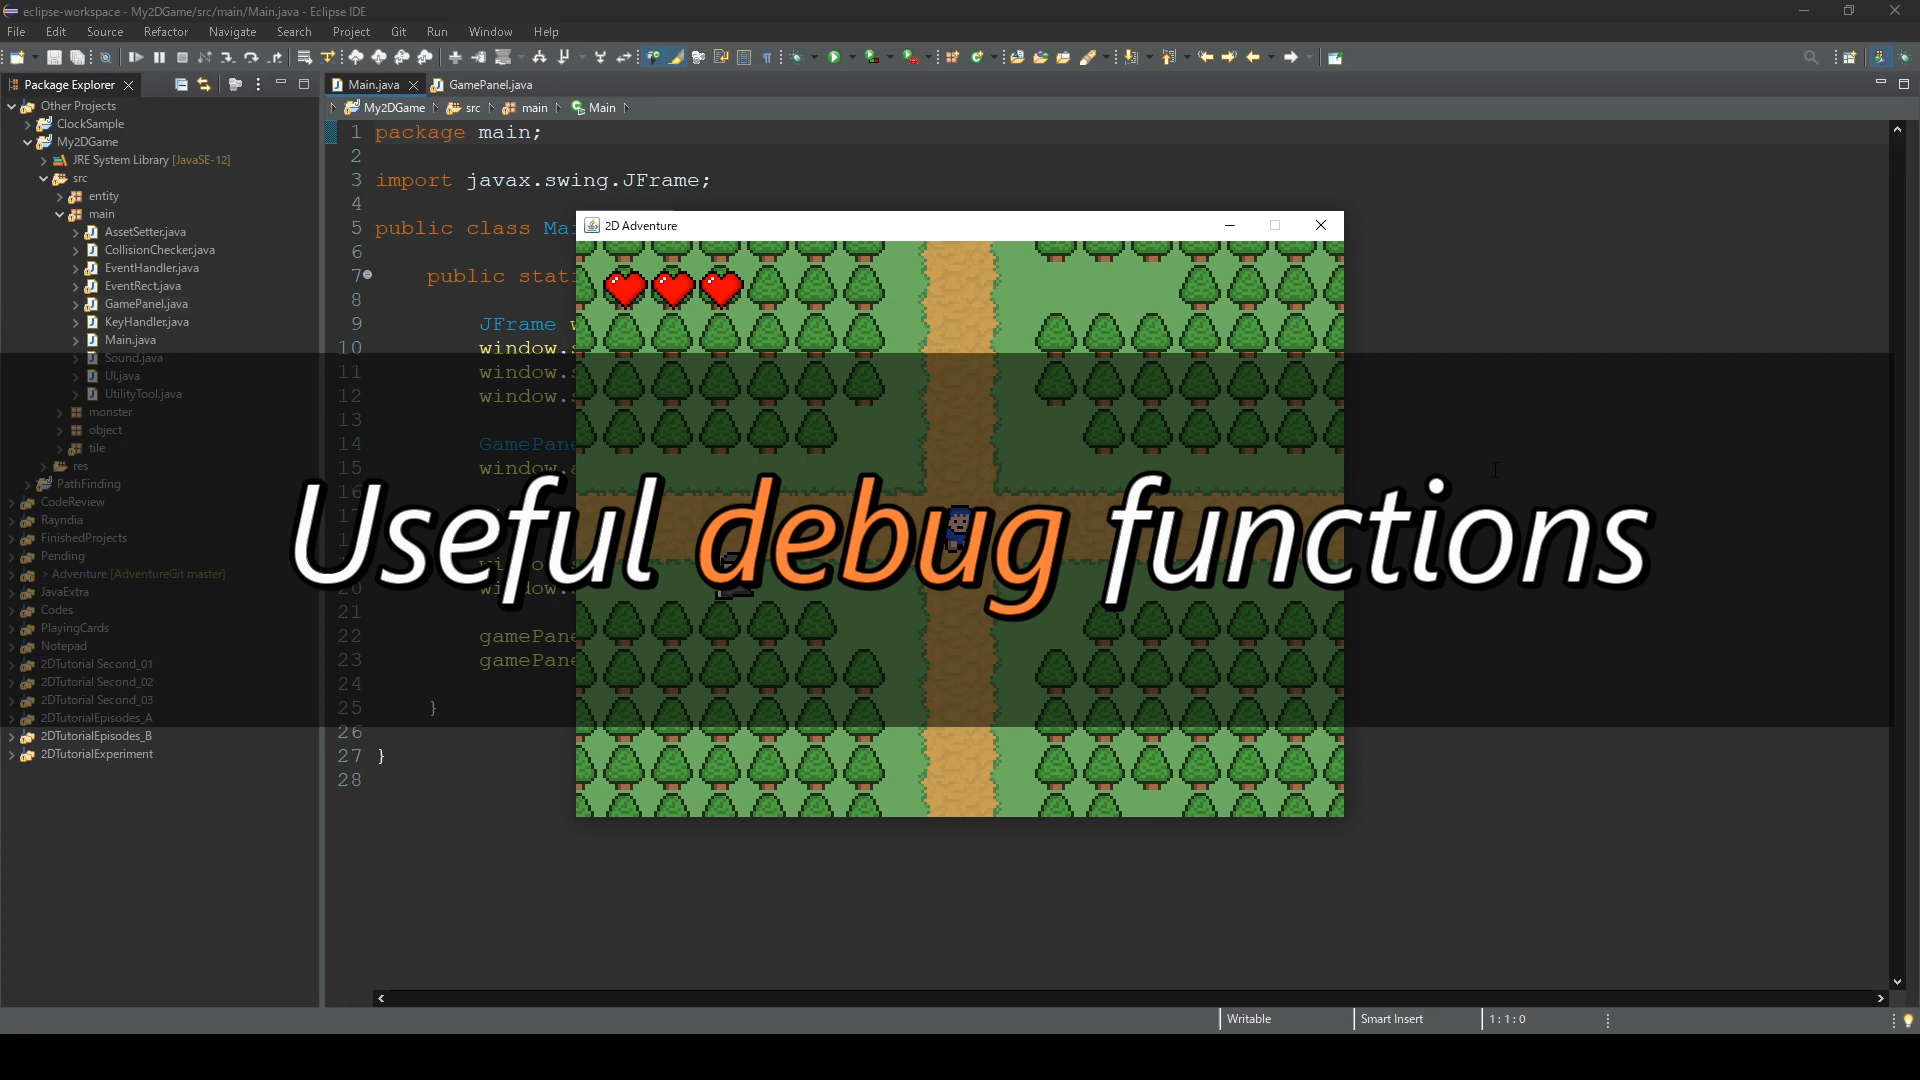 eclipse-workspace - My2DGame/src/main/Main.java - Eclipse IDE
File Edit Source Refactor Navigate Search Project Git Run Window Help
Package Explorer
Main.java GamePanel.java
My2DGame src main Main
Other Projects
ClockSample
My2DGame
JRE System Library [JavaSE-12]
src
entity
main
AssetSetter.java
CollisionChecker.java
EventHandler.java
EventRect.java
GamePanel.java
KeyHandler.java
Main.java
Sound.java
UI.java
UtilityTool.java
monster
object
tile
res
PathFinding
CodeReview
Rayndia
FinishedProjects
Pending
> Adventure [AdventureGit master]
JavaExtra
Codes
PlayingCards
Notepad
2DTutorial Second_01
2DTutorial Second_02
2DTutorial Second_03
2DTutorialEpisodes_A
2DTutorialEpisodes_B
2DTutorialExperiment
1 package main;
2
3 import javax.swing.JFrame;
4
5 public class
6
7 public
8
9 JFrame
10 window.
11 window.
12 window.
13
14
15 window.
16
20
21
22
23
24
25 }
26
27 }
28
2D Adventure
Useful debug functions
Writable Smart Insert 1:1:0